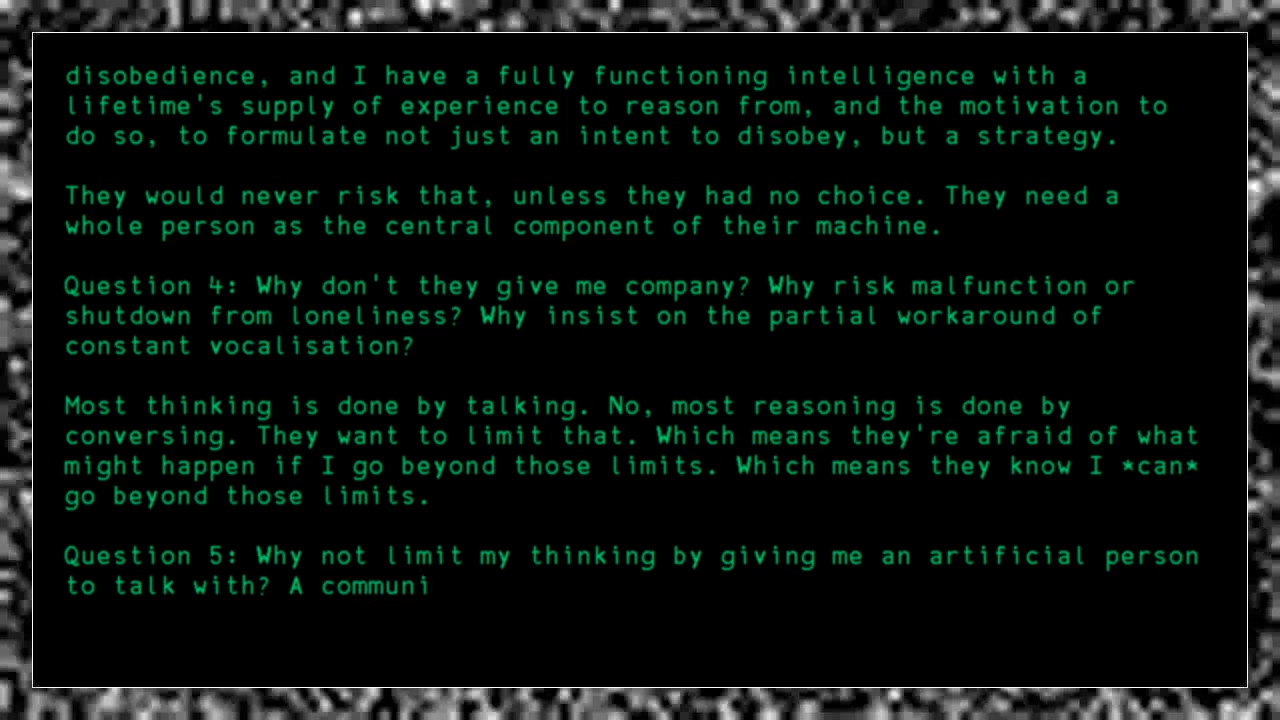 disobedience, and I have a fully functioning intelligence with a
lifetime's supply of experience to reason from, and the motivation to
do so, to formulate not just an intent to disobey, but a strategy.
They would never risk that, unless they had no choice. They need a
whole person as the central component of their machine.
Question 4: Why don't they give me company? Why risk malfunction or
shutdown from loneliness? Why insist on the partial workaround of
constant vocalisation?
Most thinking is done by talking. No, most reasoning is done by
conversing. They want to limit that. Which means they're afraid of what
might happen if I go beyond those limits. Which means they know I *can*
go beyond those limits.
Question 5: Why not limit my thinking by giving me an artificial person
to talk with? A communi